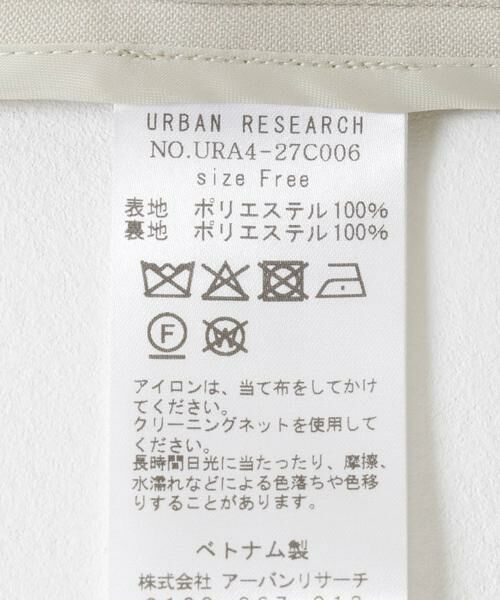 URBAN RESEARCH
NO.URA4-27C006
size Free
表地 ポリエステル100%
裏地 ポリエステル100%
F W
アイロンは、当て布をしてかけ
てください。
クリーニングネットを使用して
ください。
長時間日光に当たったり、摩擦、
水濡れなどによる色落ちや色移
りすることがあります。
ベトナム製
株式会社 アーバンリサーチ